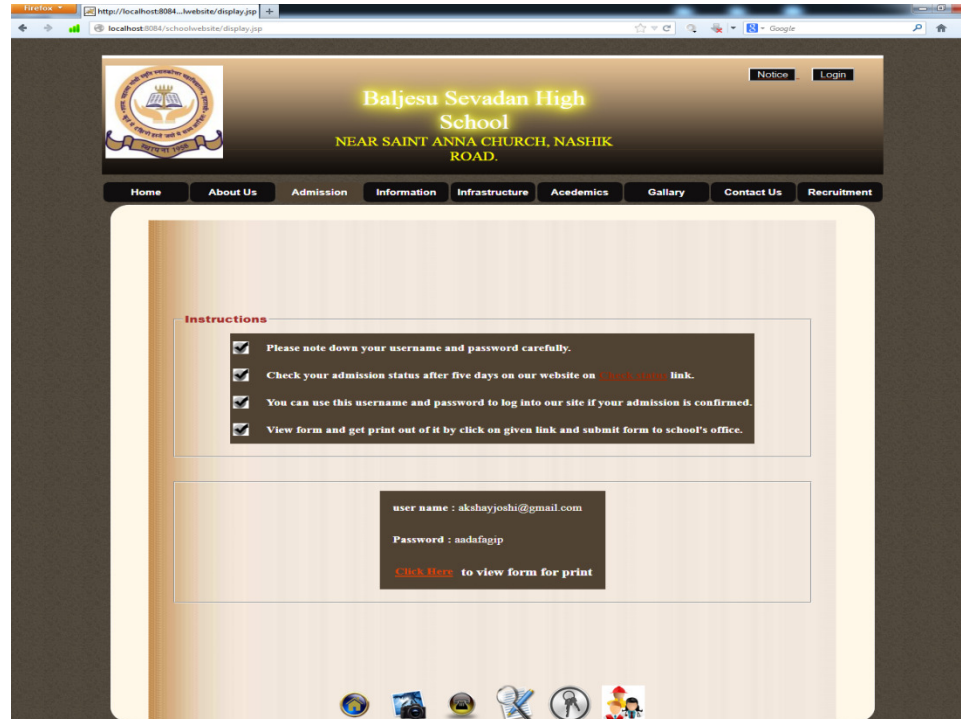 Firefox
http://localhost:8084...lwebsite/display.jsp
localhost:8084/schoolwebsite/display.jsp
Google
Notice
Login
Baljesu Sevadan High
School
NEAR SAINT ANNA CHURCH, NASHIK
ROAD.
Home
About Us
Admission
Information
Infrastructure
Acedemics
Gallary
Contact Us
Recruitment
Instructions
Please note down your username and password carefully.
Check your admission status after five days on our website on link.
You can use this username and password to log into our site if your admission is confirmed.
View form and get print out of it by click on given link and submit form to school's office.
user name : akshayjoshi@gmail.com
Password : aadafagip
Click Here to view form for print